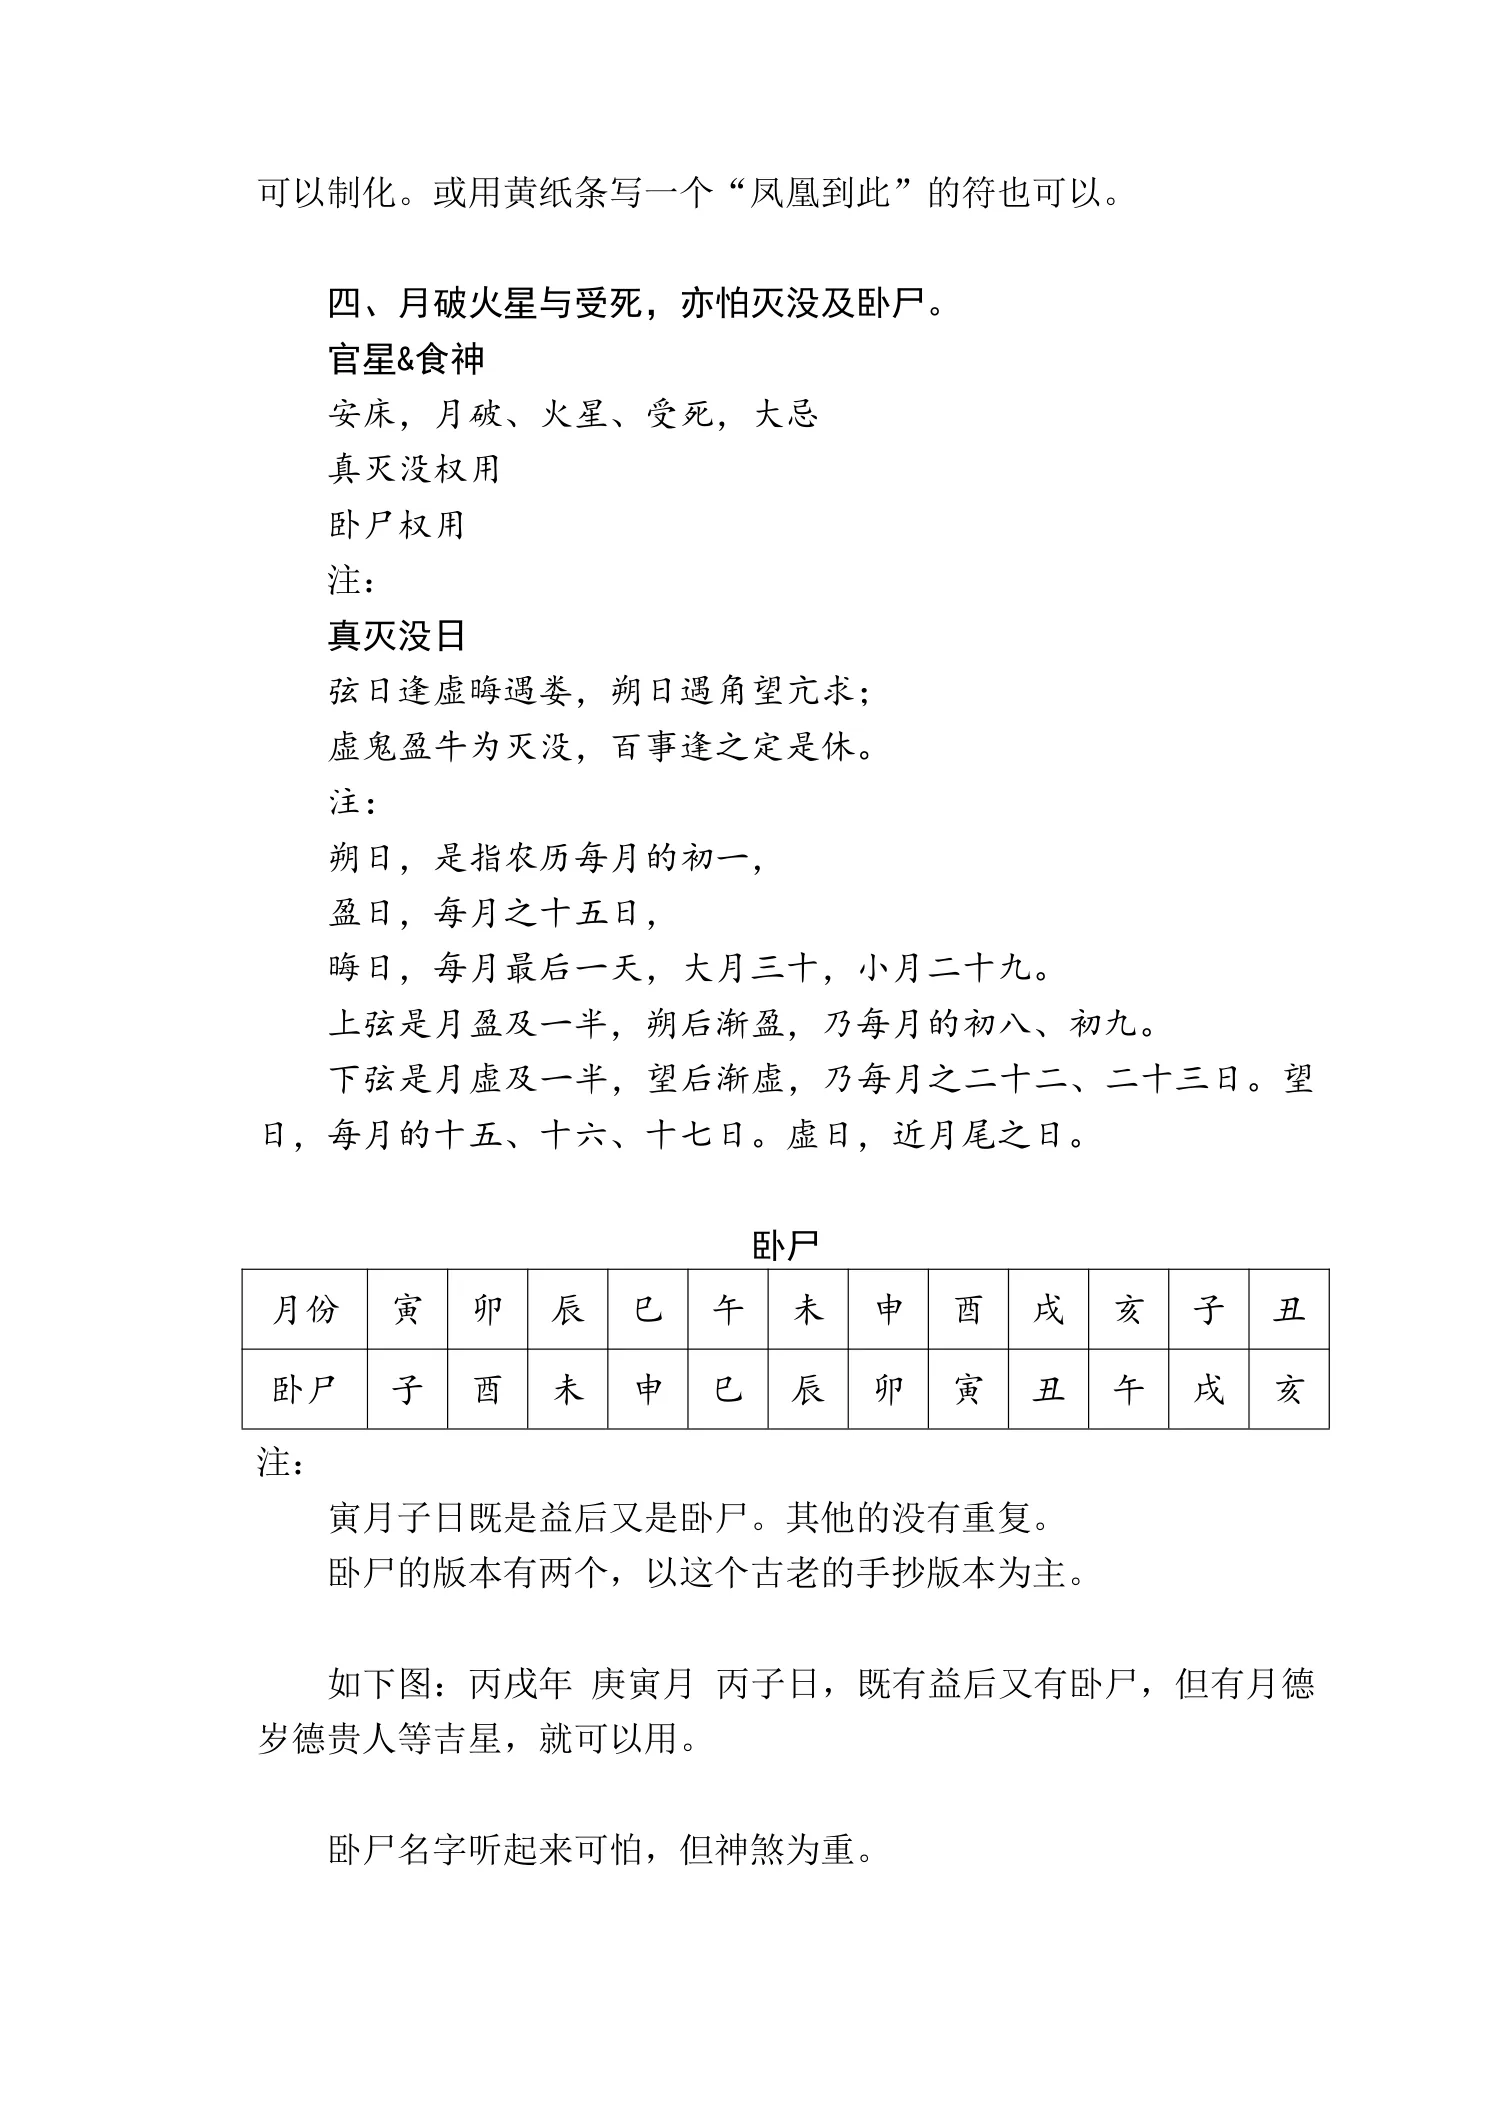 可以制化。或用黄纸条写一个“凤凰到此”的符也可以。
四、月破火星与受死，亦怕灭没及卧尸。
官星&食神
安床，月破、火星、受死，大忌
真灭没权用
卧尸权用
注：
真灭没日
弦日逢虚晦遇娄，朔日遇角望亢求；
虚鬼盈牛为灭没，百事逢之定是休。
注：
朔日，是指农历每月的初一，
盈日，每月之十五日，
晦日，每月最后一天，大月三十，小月二十九。
上弦是月盈及一半，朔后渐盈，乃每月的初八、初九。
下弦是月虚及一半，望后渐虚，乃每月之二十二、二十三日。望
日，每月的十五、十六、十七日。虚日，近月尾之日。
卧尸
月份 寅 卯 辰 巳 午 未 申 酉 戌 亥 子 丑
卧尸 子 酉 未 申 巳 辰 卯 寅 丑 午 戌 亥
注：
寅月子日既是益后又是卧尸。其他的没有重复。
卧尸的版本有两个，以这个古老的手抄版本为主。
如下图：丙戌年 庚寅月 丙子日，既有益后又有卧尸，但有月德
岁德贵人等吉星，就可以用。
卧尸名字听起来可怕，但神煞为重。